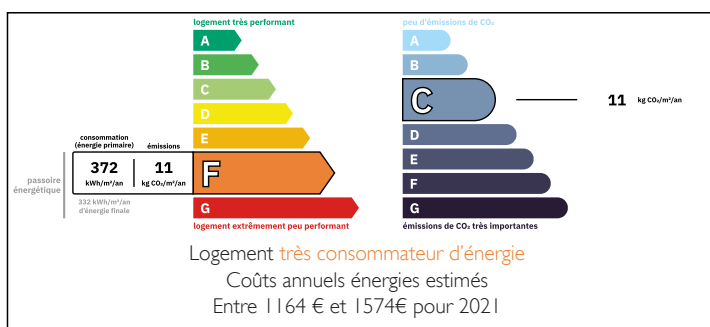 logement très performant
A
B
C
D
E
consommation
(énergie primaire)
émissions
372
kWh/m²/an
11
kg CO₂/m²/an
F
passoire
énergétique
332 kWh/m²/an
d'énergie finale
G
logement extrêmement peu performant
peu d'émissions de CO₂
A
B
C
11 kg CO₂/m²/an
D
E
F
G
émissions de CO₂ très importantes
Logement très consommateur d'énergie
Coûts annuels énergies estimés
Entre 1164 € et 1574€ pour 2021